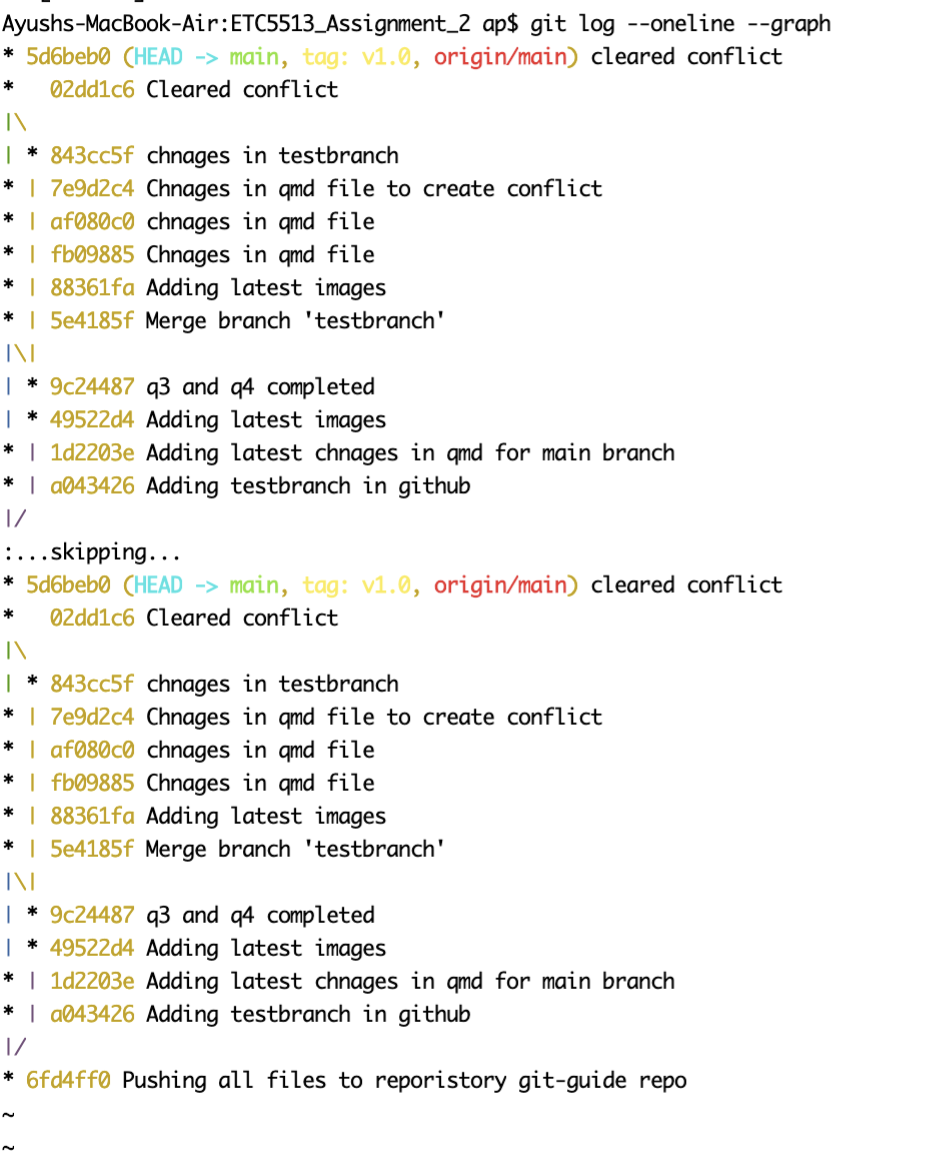 Ayushs-MacBook-Air:ETC5513_Assignment_2 ap$ git log --oneline --graph
* 5d6beb0 (HEAD -> main, tag: v1.0, origin/main) cleared conflict
*   02dd1c6 Cleared conflict
|\
| * 843cc5f chnages in testbranch
* | 7e9d2c4 Chnages in qmd file to create conflict
* | af080c0 chnages in qmd file
* | fb09885 Chnages in qmd file
* | 88361fa Adding latest images
* | 5e4185f Merge branch 'testbranch'
|\|
| * 9c24487 q3 and q4 completed
| * 49522d4 Adding latest images
* | 1d2203e Adding latest chnages in qmd for main branch
* | a043426 Adding testbranch in github
|/
:...skipping...
* 5d6beb0 (HEAD -> main, tag: v1.0, origin/main) cleared conflict
*   02dd1c6 Cleared conflict
|\
| * 843cc5f chnages in testbranch
* | 7e9d2c4 Chnages in qmd file to create conflict
* | af080c0 chnages in qmd file
* | fb09885 Chnages in qmd file
* | 88361fa Adding latest images
* | 5e4185f Merge branch 'testbranch'
|\|
| * 9c24487 q3 and q4 completed
| * 49522d4 Adding latest images
* | 1d2203e Adding latest chnages in qmd for main branch
* | a043426 Adding testbranch in github
|/
* 6fd4ff0 Pushing all files to reporistory git-guide repo
~
~